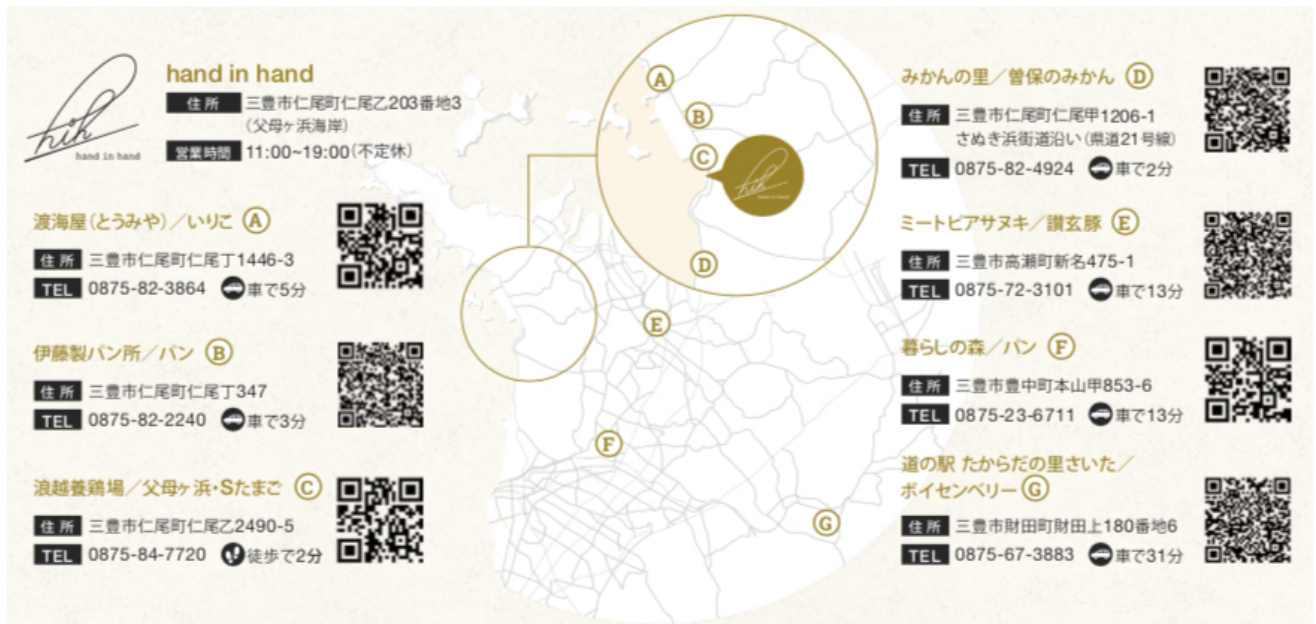 hih
hand in hand
hand in hand
住所 三豊市仁尾町仁尾乙203番地3
(父母ヶ浜海岸)
営業時間 11:00~19:00(不定休)
渡海屋(とうみや)/いりこ A
住所 三豊市仁尾町仁尾丁1446-3
TEL 0875-82-3864 車で5分
伊藤製パン所/パン B
住所 三豊市仁尾町仁尾丁347
TEL 0875-82-2240 車で3分
浪越養鶏場/父母ヶ浜・Sたまご C
住所 三豊市仁尾町仁尾乙2490-5
TEL 0875-84-7720 徒歩で2分
A
B
C
hih
hand in hand
D
E
F
G
みかんの里/曽保のみかん D
住所 三豊市仁尾町仁尾甲1206-1
さぬき浜街道沿い(県道21号線)
TEL 0875-82-4924 車で2分
ミートピアサヌキ/讃玄豚 E
住所 三豊市高瀬町新名475-1
TEL 0875-72-3101 車で13分
暮らしの森/パン F
住所 三豊市豊中町本山甲853-6
TEL 0875-23-6711 車で13分
道の駅 たからだの里さいた/
ボイセンベリー G
住所 三豊市財田町財田上180番地6
TEL 0875-67-3883 車で31分